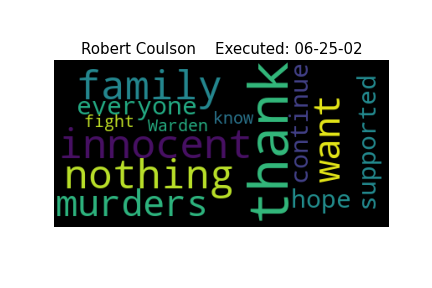 Robert Coulson    Executed: 06-25-02
family
everyone
fight
Warden
know
innocent
nothing
murders
thank
continue
want
hope
supported